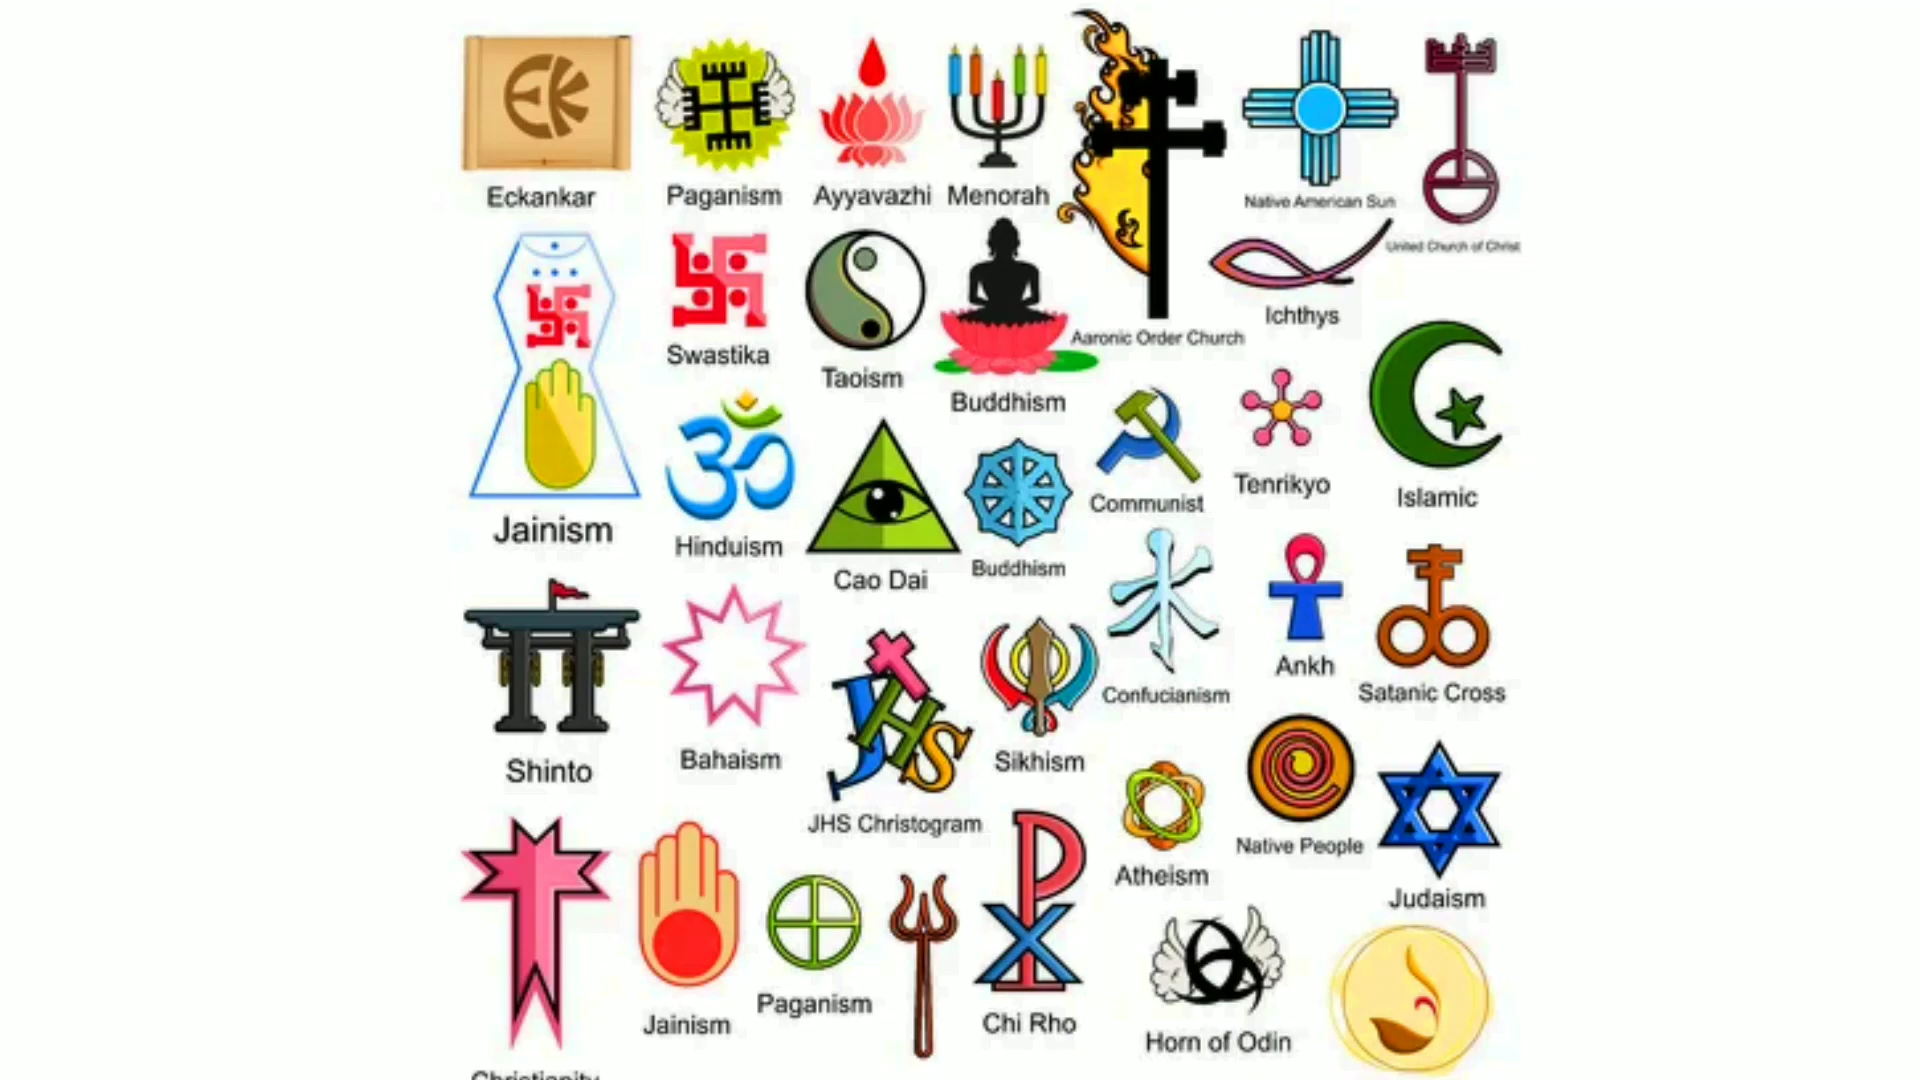 Eckankar
Paganism
Ayyavazhi
Menorah
Native American Sun
United Church of Christ
Swastika
Taoism
Buddhism
Aaronic Order Church
Ichthys
Jainism
Hinduism
Cao Dai
Buddhism
Communist
Tenrikyo
Islamic
Shinto
Bahaism
JHS
JHS Christogram
Sikhism
Confucianism
Ankh
Satanic Cross
Atheism
Native People
Judaism
Christianity
Jainism
Paganism
Chi Rho
Horn of Odin